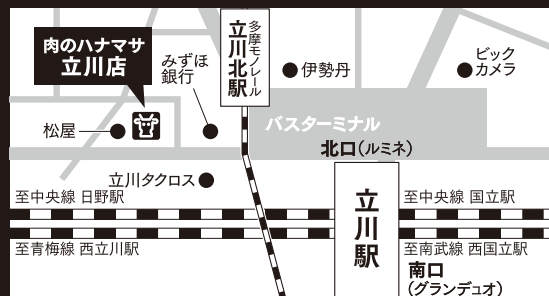 肉のハナマサ
立川店
みずほ
銀行
多摩モノレール
立川北駅
伊勢丹
ビック
カメラ
松屋
バスターミナル
北口(ルミネ)
立川タクロス
至中央線 日野駅
立川駅
至中央線 国立駅
至青梅線 西立川駅
至南武線 西国立駅
南口
(グランデュオ)